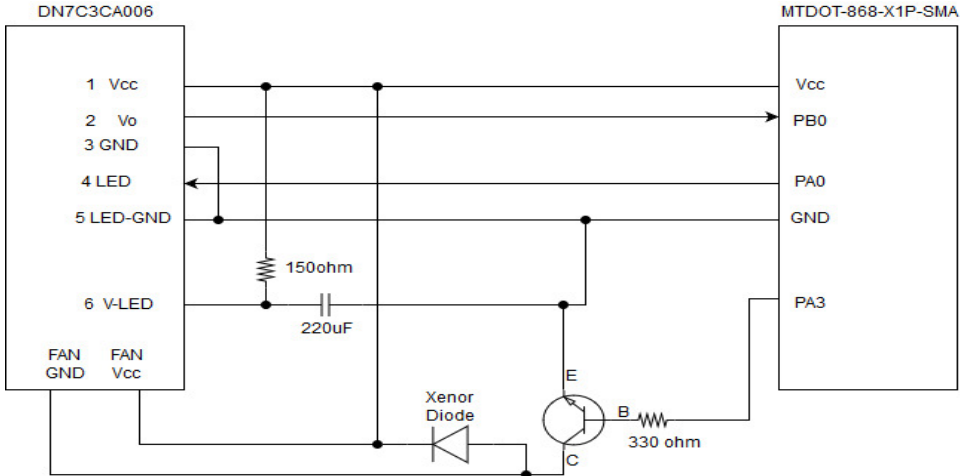 DN7C3CA006
MTDOT-868-X1P-SMA
1 Vcc
Vcc
2 Vo
PB0
3 GND
4 LED
PA0
5 LED-GND
GND
150ohm
6 V-LED
PA3
220uF
FAN GND
FAN Vcc
E
Xenor
Diode
B
330 ohm
C